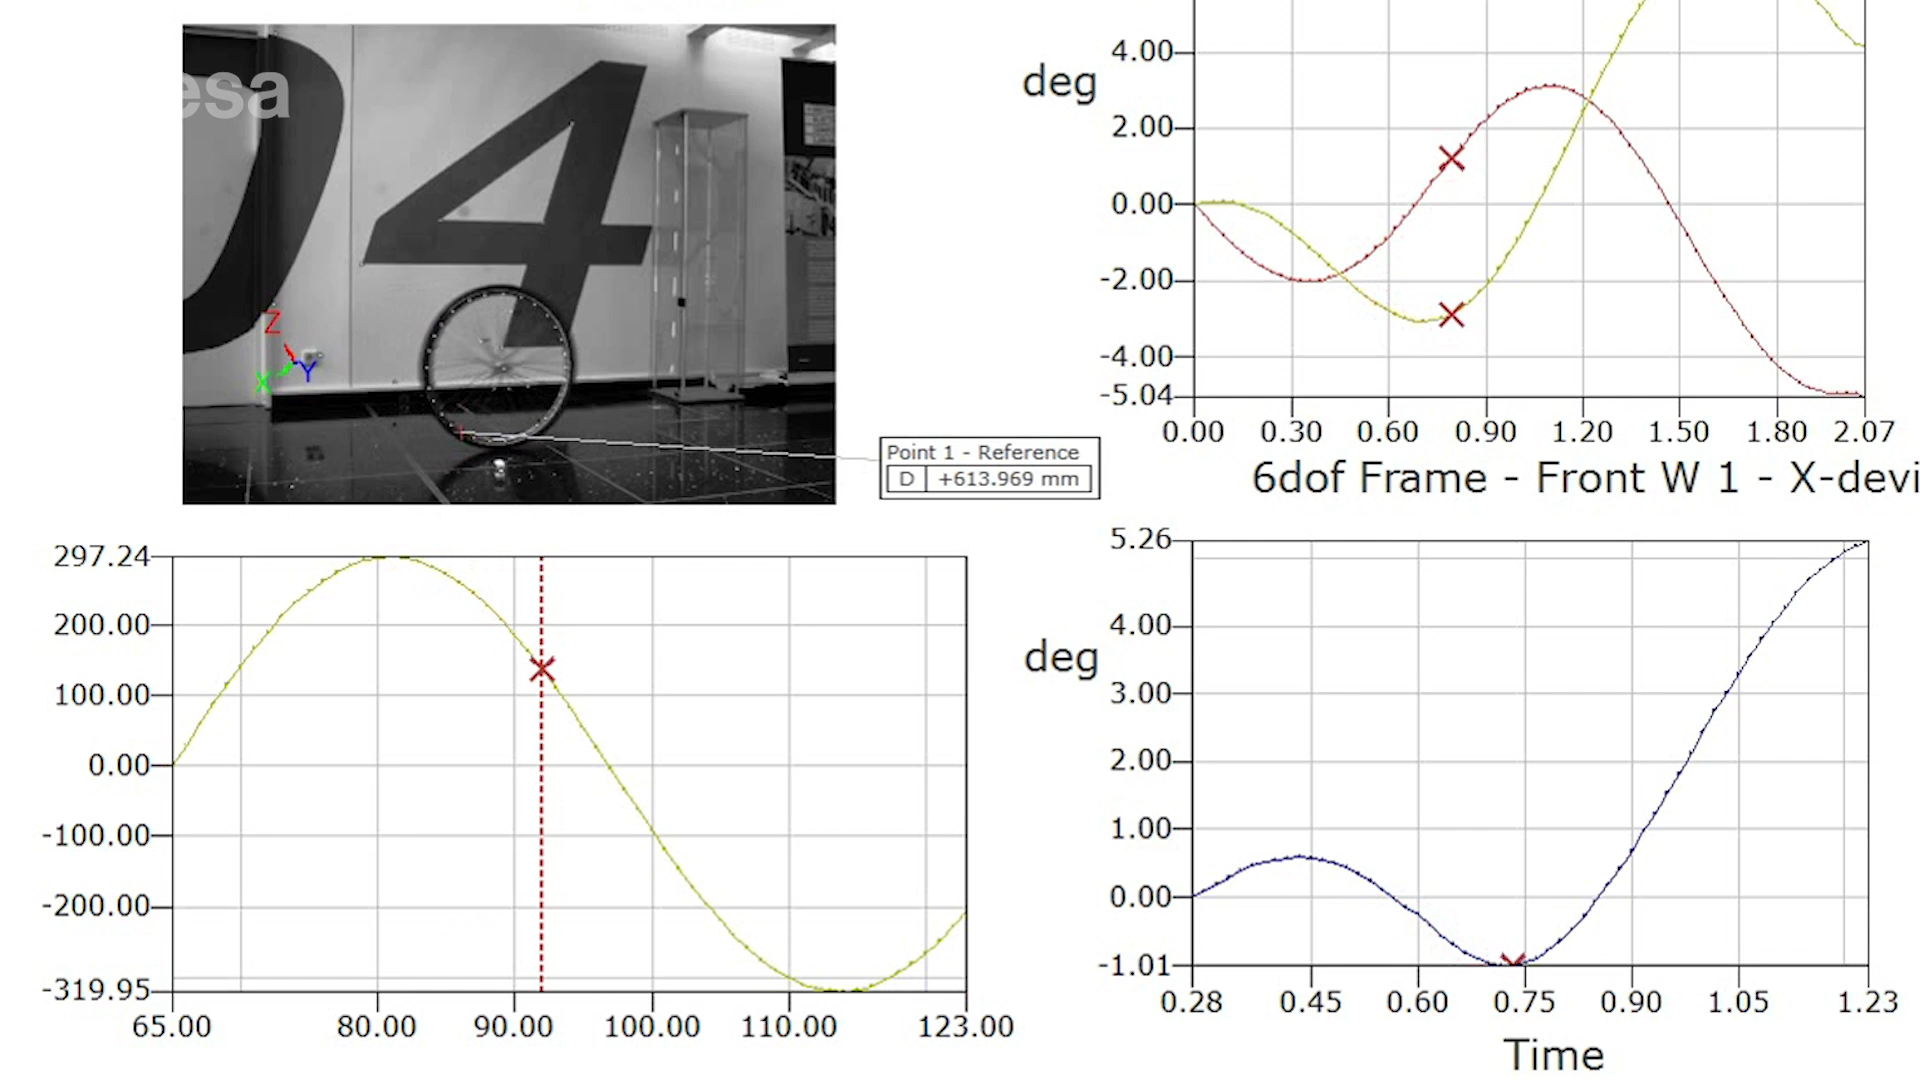 esa
04
Z
X
Y
Point 1 - Reference
D +613.969 mm
deg
4.00
2.00
0.00
-2.00
-4.00
-5.04
0.00 0.30 0.60 0.90 1.20 1.50 1.80 2.07
6dof Frame - Front W 1 - X-devi
297.24
200.00
100.00
0.00
-100.00
-200.00
-319.95
65.00 80.00 90.00 100.00 110.00 123.00
deg
5.26
4.00
3.00
2.00
1.00
0.00
-1.01
0.28 0.45 0.60 0.75 0.90 1.05 1.23
Time